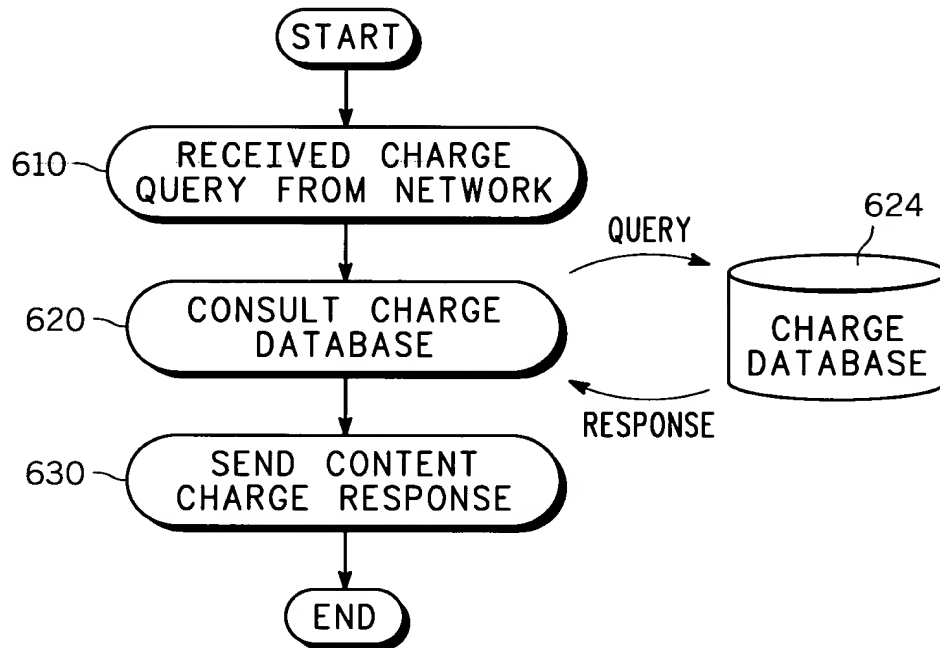 START
610
RECEIVED CHARGE
QUERY FROM NETWORK
624
QUERY
620
CONSULT CHARGE
DATABASE
CHARGE
DATABASE
RESPONSE
630
SEND CONTENT
CHARGE RESPONSE
END